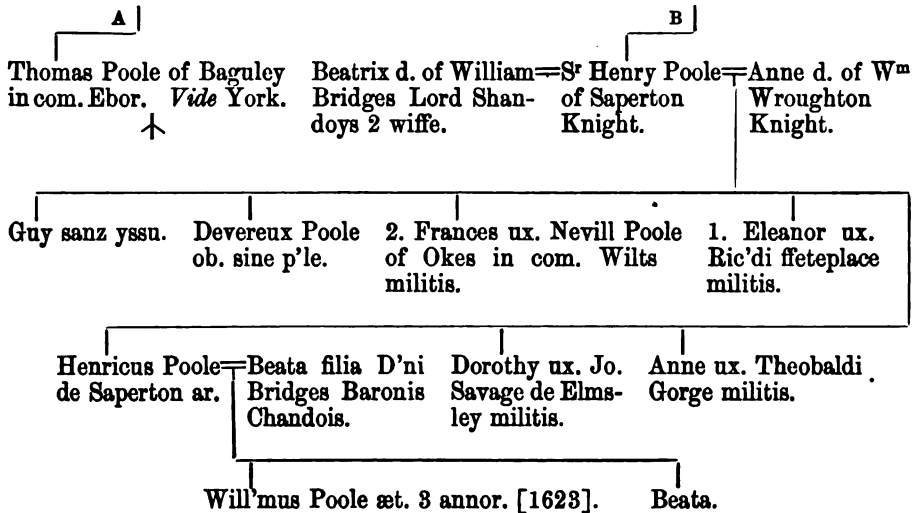 A
B
Thomas Poole of Baguley
in com. Ebor. Vide York.
Beatrix d. of William=Sʳ Henry Poole=Anne d. of Wᵐ
Bridges Lord Shan-
doys 2 wiffe.
of Saperton
Knight.
Wroughton
Knight.
Guy sanz yssu.
Devereux Poole
ob. sine p'le.
2. Frances ux. Nevill Poole
of Okes in com. Wilts
militis.
1. Eleanor ux.
Ric'di ffeteplace
militis.
Henricus Poole=Beata filia D'ni
de Saperton ar.
Bridges Baronis
Chandois.
Dorothy ux. Jo.
Savage de Elms-
ley militis.
Anne ux. Theobaldi
Gorge militis.
Will'mus Poole æt. 3 annor. [1623].
Beata.